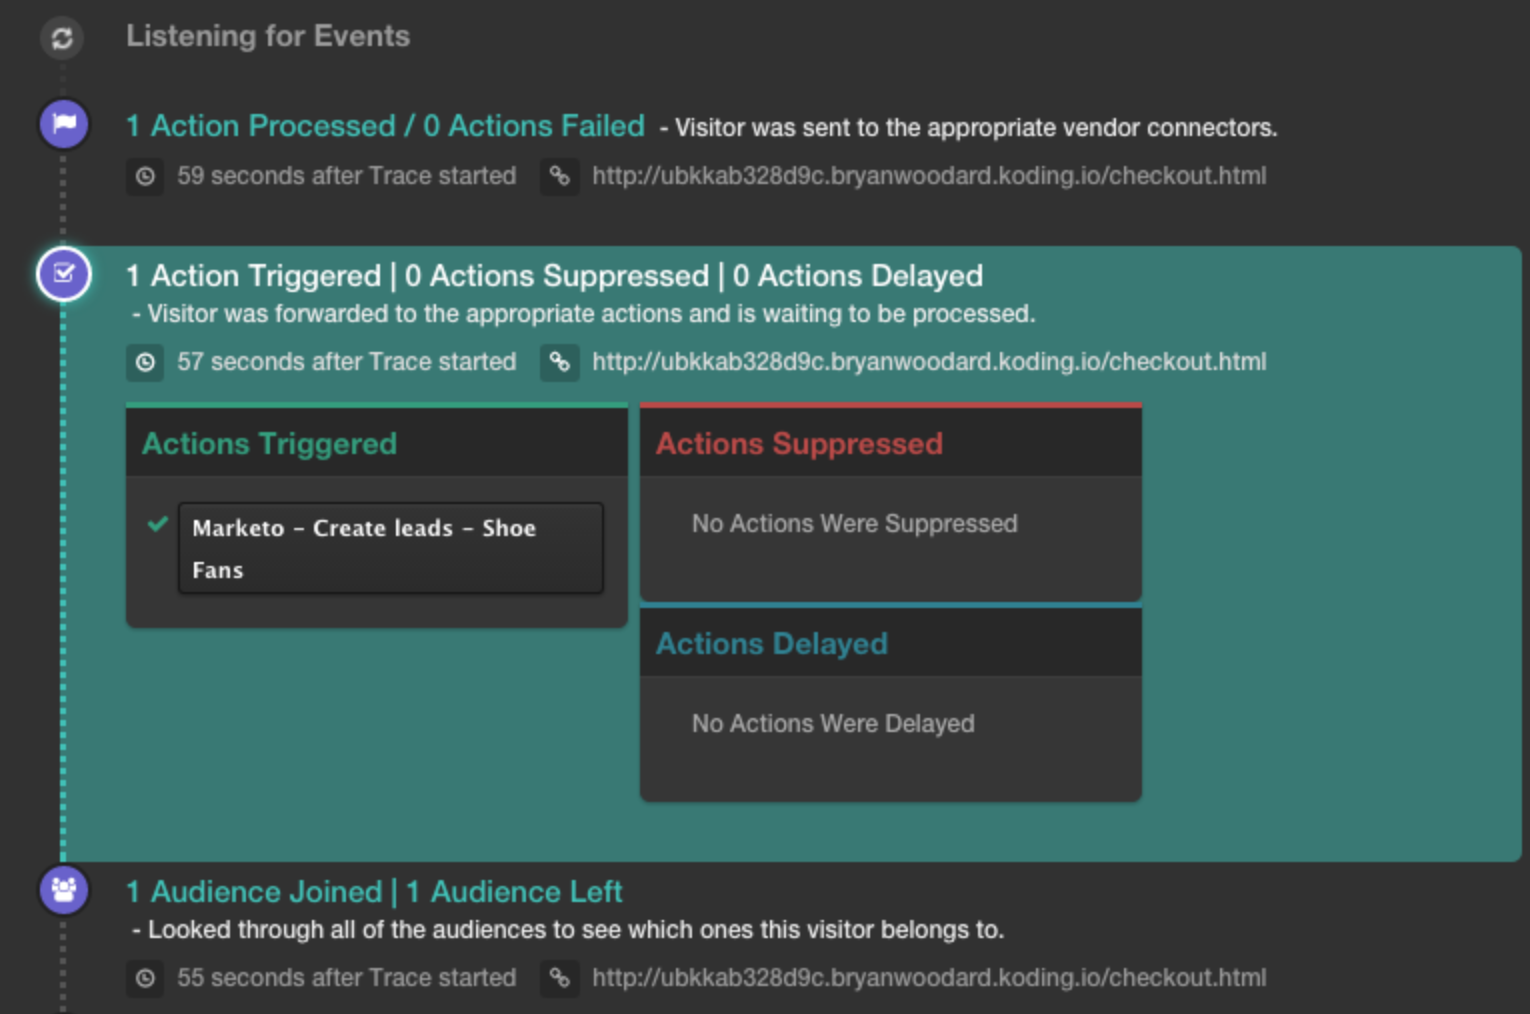 Listening for Events
1 Action Processed / 0 Actions Failed - Visitor was sent to the appropriate vendor connectors.
59 seconds after Trace started http://ubkkab328d9c.bryanwoodard.koding.io/checkout.html
1 Action Triggered | 0 Actions Suppressed | 0 Actions Delayed
- Visitor was forwarded to the appropriate actions and is waiting to be processed.
57 seconds after Trace started http://ubkkab328d9c.bryanwoodard.koding.io/checkout.html
Actions Triggered
Marketo – Create leads – Shoe
Fans
Actions Suppressed
No Actions Were Suppressed
Actions Delayed
No Actions Were Delayed
1 Audience Joined | 1 Audience Left
- Looked through all of the audiences to see which ones this visitor belongs to.
55 seconds after Trace started http://ubkkab328d9c.bryanwoodard.koding.io/checkout.html